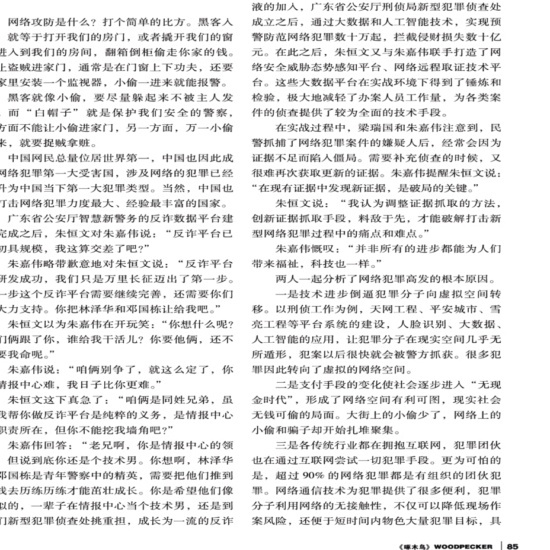 网络攻防是什么？打个简单的比方。黑客入
就等于打开我们的房门，或者撬开我们的窗
进入到我们的房间，翻箱倒柜偷走你家的钱。
止盗贼进家门，通常是在门窗上下功夫，还要
家里安装一个监视器，小偷一进来就能报警。
黑客就像小偷，要尽量躲起来不被主人发
而“白帽子”就是保护我们安全的警察，
方面不能让小偷进家门，另一方面，万一小偷
来，就要捉贼拿赃。
中国网民总量位居世界第一，中国也因此成
网络犯罪第一大受害国，涉及网络的犯罪已经
升为中国当下第一大犯罪类型。当然，中国也
打击网络犯罪力度最大、经验最丰富的国家。
广东省公安厅智慧新警务的反诈数据平台建
完成之后，朱恒文对朱嘉伟说：“反诈平台已
初具规模，我这算交差了吧？”
朱嘉伟略带歉意地对朱恒文说：“反诈平台
研发成功，我们只是万里长征迈出了第一步。
一步这个反诈平台需要继续完善，还需要你们
大力支持。你把林泽华和邓国栋让给我吧。”
朱恒文以为朱嘉伟在开玩笑：“你想什么呢？
们俩跟了你，谁给我干活儿？你要他俩，还不
要我命呢。”
朱嘉伟说：“咱俩别争了，就这么定了，你
情报中心难，我日子比你更难。”
朱恒文这下真急了：“咱俩是同姓兄弟，虽
我帮你做反诈平台是纯粹的义务，是情报中心
职责所在，但你不能挖我墙角吧？”
朱嘉伟回答：“老兄啊，你是情报中心的领
但说到底你还是个技术男。你想啊，林泽华
邓国栋是青年警察中的精英，需要把他们推到
线去历练历练才能茁壮成长。你是希望他们像
似的，一辈子在情报中心当个技术男，还是到
们新型犯罪侦查处挑重担，成长为一流的反诈
液的加入，广东省公安厅刑侦局新型犯罪侦查处
成立之后，通过大数据和人工智能技术，实现预
警防范网络犯罪数十万起，拦截侵财损失数十亿
元。在此之后，朱恒文又与朱嘉伟联手打造了网
络安全威胁态势感知平台、网络远程取证技术平
台。这些大数据平台在实战环境下得到了锤炼和
检验，极大地减轻了办案人员工作量，为各类案
件的侦查提供了较为全面的技术手段。
在实战过程中，梁瑞国和朱嘉伟注意到，民
警抓捕了网络犯罪案件的嫌疑人后，经常会因为
证据不足而陷入僵局。需要补充侦查的时候，又
很难再次获取更新的证据。朱嘉伟提醒朱恒文说：
“在现有证据中发现新证据，是破局的关键。”
朱恒文说：“我认为调整证据抓取的方法，
创新证据抓取手段，料敌于先，才能破解打击新
型网络犯罪过程中的痛点和难点。”
朱嘉伟慨叹：“并非所有的进步都能为人们
带来福祉，科技也一样。”
两人一起分析了网络犯罪高发的根本原因。
一是技术进步倒逼犯罪分子向虚拟空间转
移。以刑侦工作为例，天网工程、平安城市、雪
亮工程等平台系统的建设，人脸识别、大数据、
人工智能的应用，让犯罪分子在现实空间几乎无
所遁形，犯案以后很快就会被警方抓获。很多犯
罪因此转向了虚拟的网络空间。
二是支付手段的变化使社会逐步进入“无现
金时代”，形成了网络空间有利可图，现实社会
无钱可偷的局面。大街上的小偷少了，网络上的
小偷和骗子却开始扎堆聚集。
三是各传统行业都在拥抱互联网，犯罪团伙
也在通过互联网尝试一切犯罪手段。更为可怕的
是，超过90%的网络犯罪都是有组织的团伙犯
罪。网络通信技术为犯罪提供了很多便利，犯罪
分子利用网络的无接触性，不仅可以降低现场作
案风险，还便于短时间内物色大量犯罪目标，具
《啄木鸟》WOODPECKER | 85